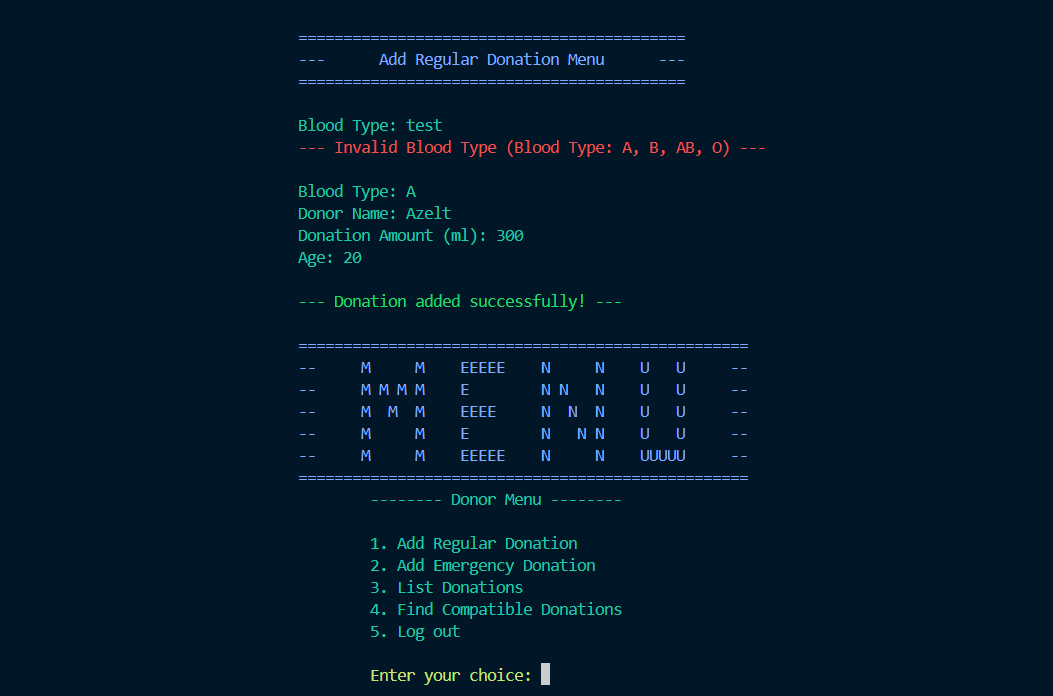 ===========================================
---      Add Regular Donation Menu      ---
===========================================
Blood Type: test
--- Invalid Blood Type (Blood Type: A, B, AB, O) ---
Blood Type: A
Donor Name: Azelt
Donation Amount (ml): 300
Age: 20
--- Donation added successfully! ---
==================================================
--     M     M    EEEEE    N     N    U   U     --
--     M M M M    E        N N   N    U   U     --
--     M  M  M    EEEE     N  N  N    U   U     --
--     M     M    E        N   N N    U   U     --
--     M     M    EEEEE    N     N    UUUUU     --
==================================================
-------- Donor Menu --------
1. Add Regular Donation
2. Add Emergency Donation
3. List Donations
4. Find Compatible Donations
5. Log out
Enter your choice: